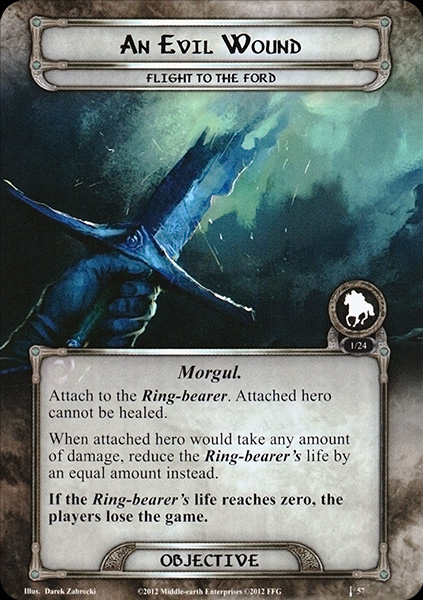 AN EVIL WOUND
FLIGHT TO THE FORD
1/24
Morgul.
Attach to the Ring-bearer. Attached hero
cannot be healed.
When attached hero would take any amount
of damage, reduce the Ring-bearer's life by
an equal amount instead.
If the Ring-bearer's life reaches zero, the
players lose the game.
OBJECTIVE
Illus. Darek Zabrocki ©2012 Middle-earth Enterprises ©2012 FFG 57